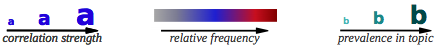 a a a
correlation strength
relative frequency
b b b
prevalence in topic